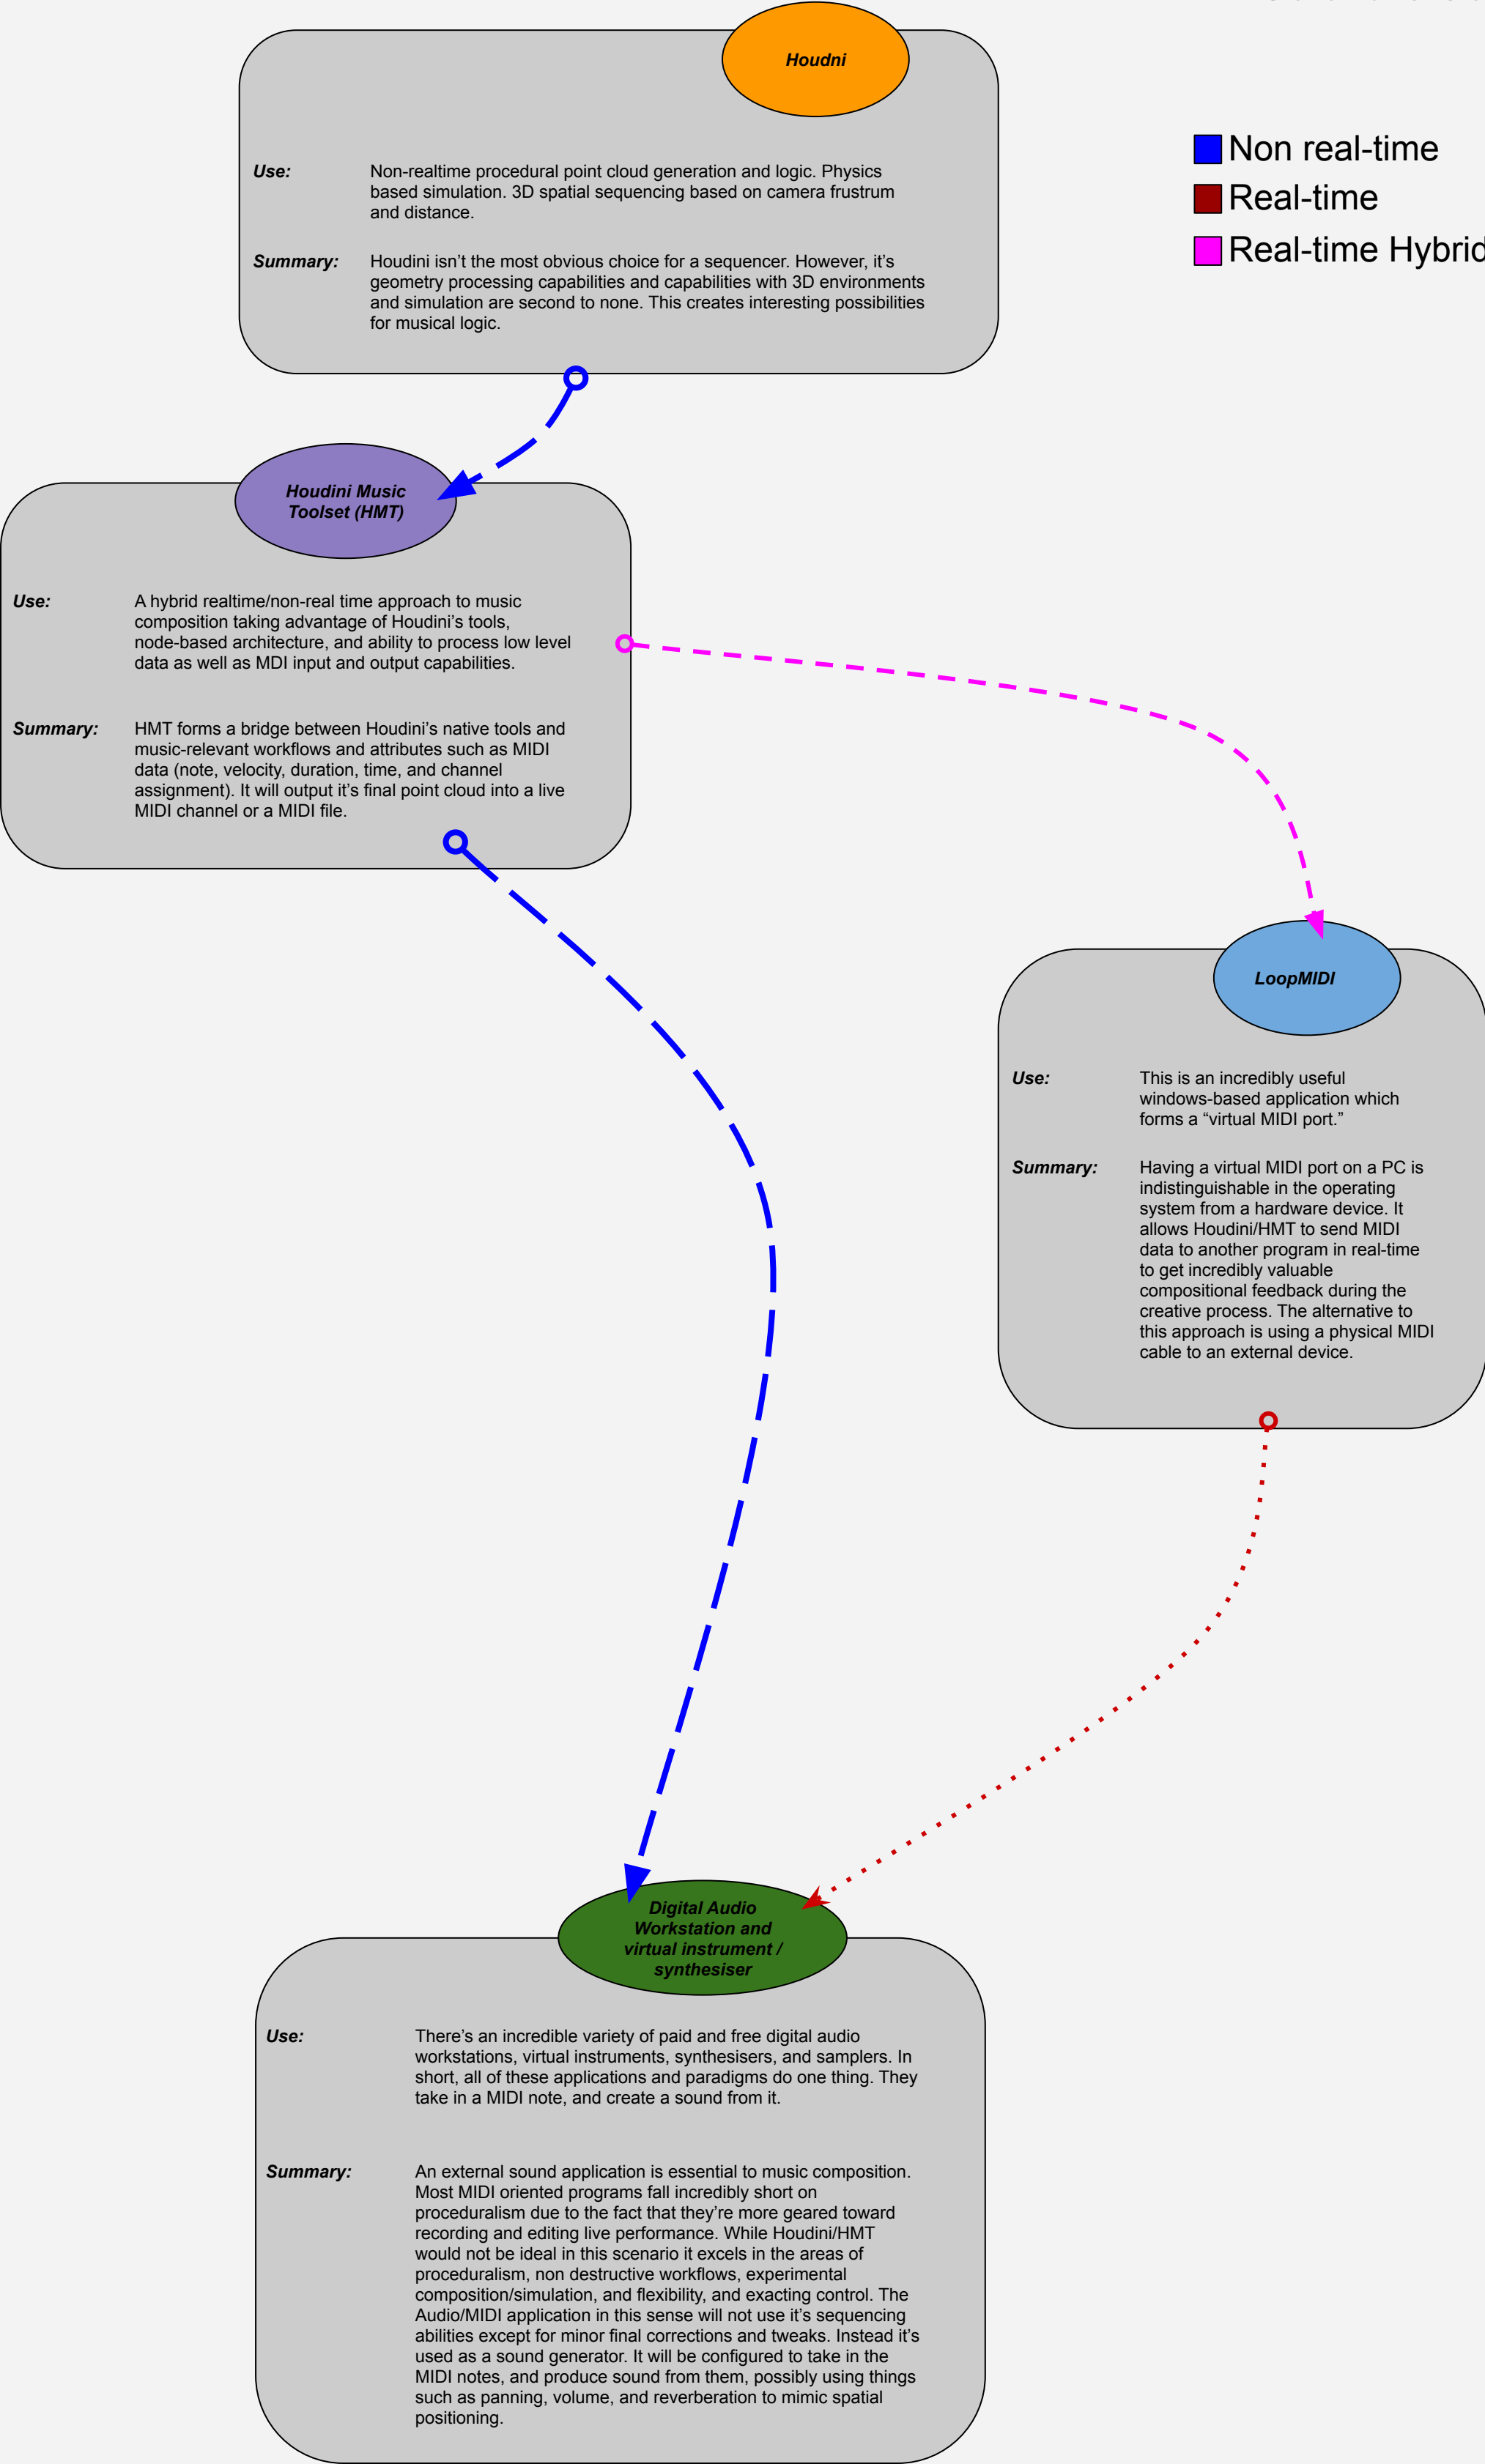 Houdni
Non real-time
Real-time
Real-time Hybrid
Use:
Non-realtime procedural point cloud generation and logic. Physics
based simulation. 3D spatial sequencing based on camera frustrum
and distance.
Summary:
Houdini isn’t the most obvious choice for a sequencer. However, it’s
geometry processing capabilities and capabilities with 3D environments
and simulation are second to none. This creates interesting possibilities
for musical logic.
Houdini Music
Toolset (HMT)
Use:
A hybrid realtime/non-real time approach to music
composition taking advantage of Houdini’s tools,
node-based architecture, and ability to process low level
data as well as MDI input and output capabilities.
Summary:
HMT forms a bridge between Houdini’s native tools and
music-relevant workflows and attributes such as MIDI
data (note, velocity, duration, time, and channel
assignment). It will output it’s final point cloud into a live
MIDI channel or a MIDI file.
LoopMIDI
Use:
This is an incredibly useful
windows-based application which
forms a “virtual MIDI port.”
Summary:
Having a virtual MIDI port on a PC is
indistinguishable in the operating
system from a hardware device. It
allows Houdini/HMT to send MIDI
data to another program in real-time
to get incredibly valuable
compositional feedback during the
creative process. The alternative to
this approach is using a physical MIDI
cable to an external device.
Digital Audio
Workstation and
virtual instrument /
synthesiser
Use:
There’s an incredible variety of paid and free digital audio
workstations, virtual instruments, synthesisers, and samplers. In
short, all of these applications and paradigms do one thing. They
take in a MIDI note, and create a sound from it.
Summary:
An external sound application is essential to music composition.
Most MIDI oriented programs fall incredibly short on
proceduralism due to the fact that they’re more geared toward
recording and editing live performance. While Houdini/HMT
would not be ideal in this scenario it excels in the areas of
proceduralism, non destructive workflows, experimental
composition/simulation, and flexibility, and exacting control. The
Audio/MIDI application in this sense will not use it’s sequencing
abilities except for minor final corrections and tweaks. Instead it’s
used as a sound generator. It will be configured to take in the
MIDI notes, and produce sound from them, possibly using things
such as panning, volume, and reverberation to mimic spatial
positioning.